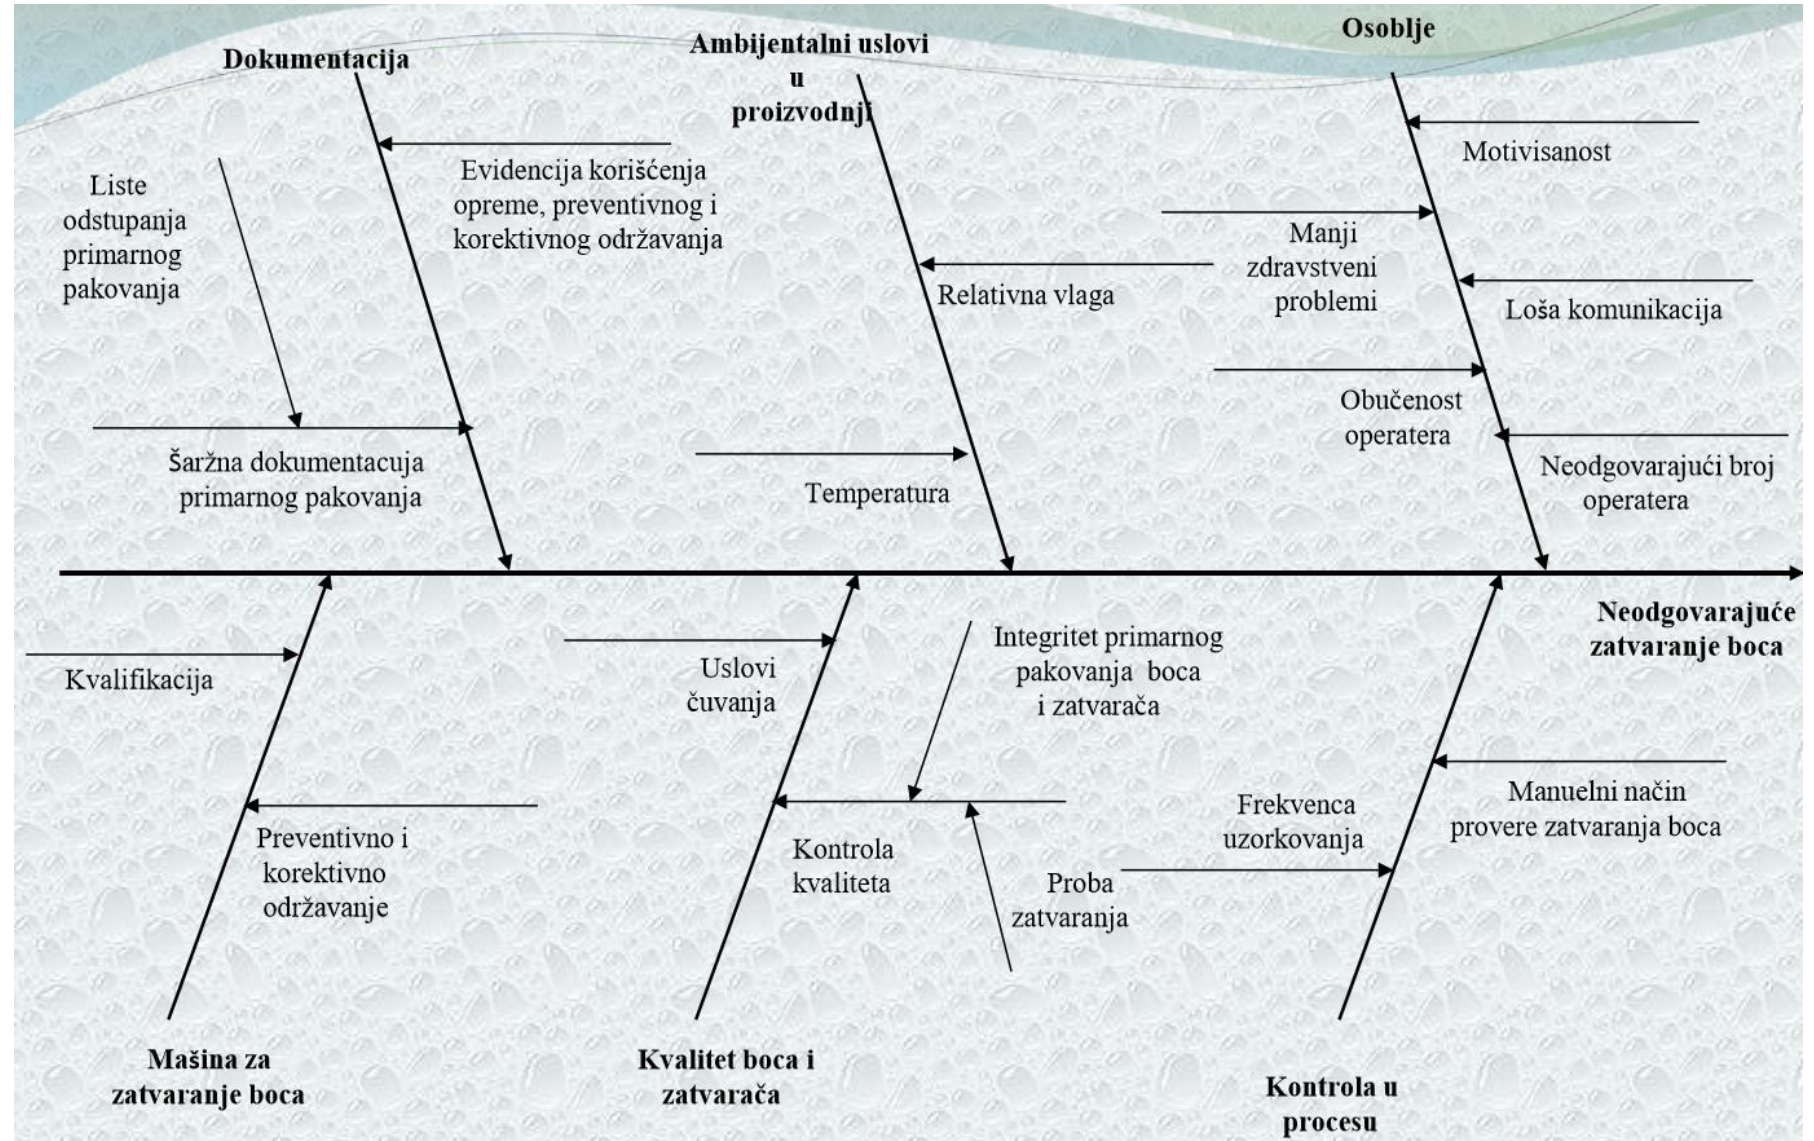 Dokumentacija
Ambijentalni uslovi
u
proizvodnji
Osoblje
Evidencija korišćenja
opreme, preventivnog i
korektivnog održavanja
Liste
odstupanja
primarnog
pakovanja
Šaržna dokumentacuja
primarnog pakovanja
Relativna vlaga
Temperatura
Motivisanost
Manji
zdravstveni
problemi
Loša komunikacija
Obučenost
operatera
Neodgovarajući broj
operatera
Neodgovarajuće
zatvaranje boca
Kvalifikacija
Preventivno i
korektivno
održavanje
Uslovi
čuvanja
Integritet primarnog
pakovanja boca
i zatvarača
Kontrola
kvaliteta
Proba
zatvaranja
Frekvenca
uzorkovanja
Manuelni način
provere zatvaranja boca
Mašina za
zatvaranje boca
Kvalitet boca i
zatvarača
Kontrola u
procesu